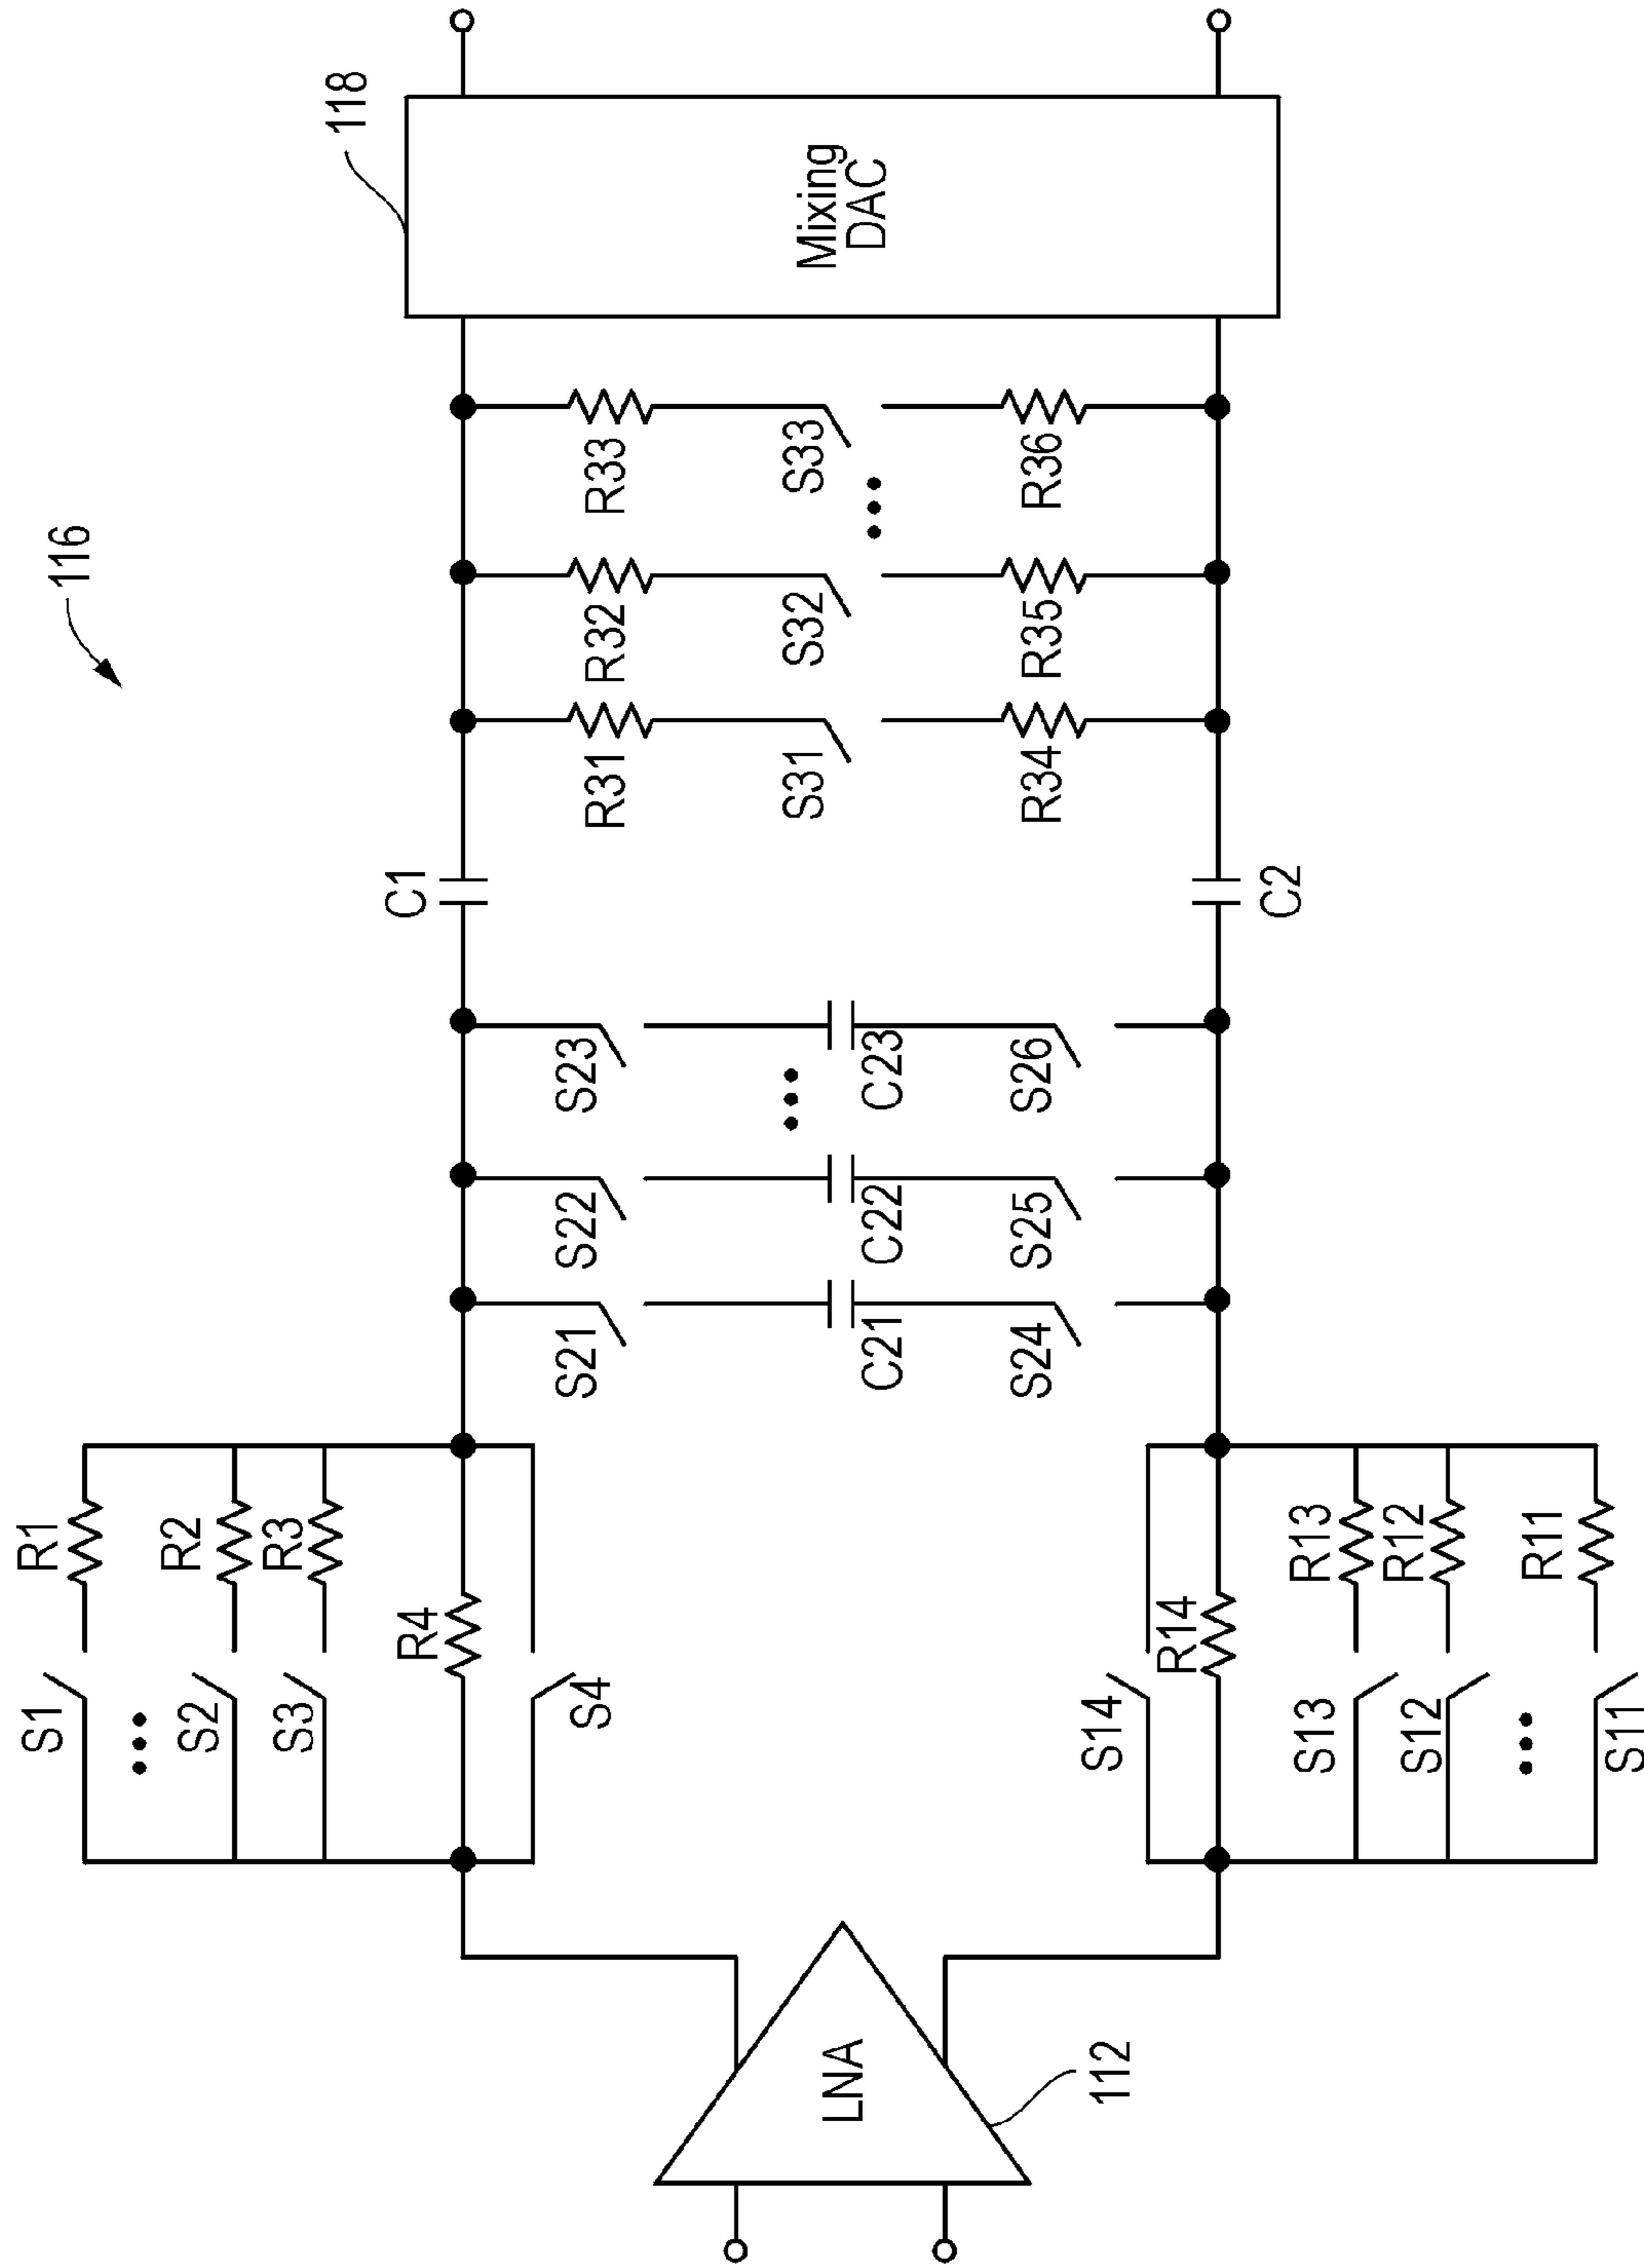 116
118
Mixing
DAC
LNA
112
S1
R1
S2
R2
S3
R3
R4
S4
S14
R14
S13
R13
S12
R12
S11
R11
S21
S22
S23
C21
C22
C23
S24
S25
S26
C1
C2
R31
R32
R33
S31
S32
S33
R34
R35
R36